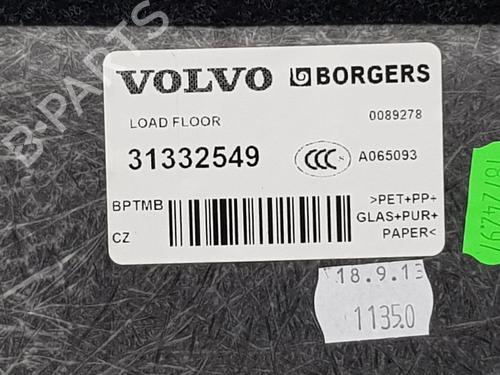 VOLVO BORGERS
LOAD FLOOR 0089278
31332549 CCC A065093
BPTMB >PET+PP+
GLAS+PUR+
CZ PAPER<
18.9.13
11350
B-PARTS